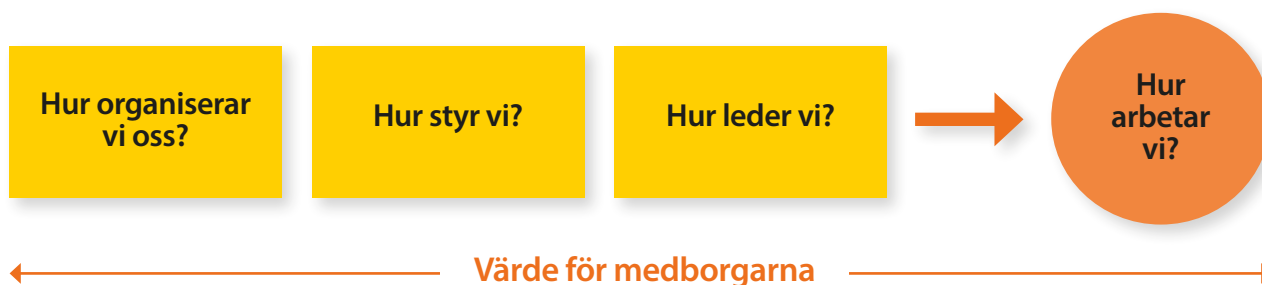 Hur organiserar
vi oss?
Hur styr vi?
Hur leder vi?
Hur
arbetar
vi?
Värde för medborgarna